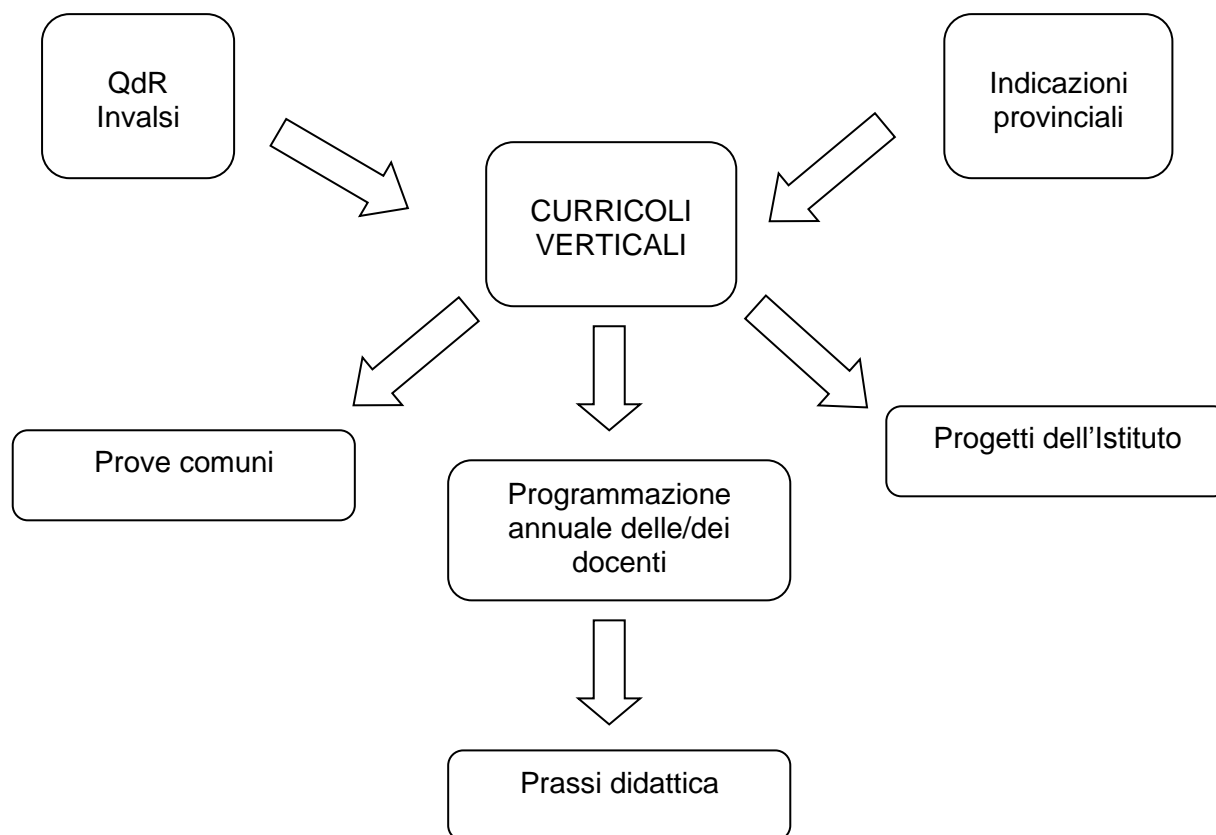 QdR
Invalsi
Indicazioni
provinciali
CURRICOLI
VERTICALI
Prove comuni
Progetti dell’Istituto
Programmazione
annuale delle/dei
docenti
Prassi didattica